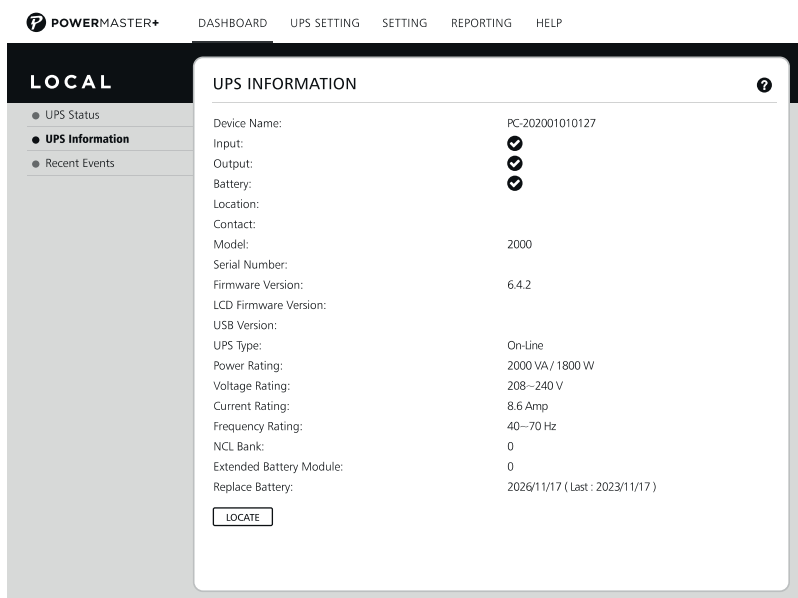 POWERMASTER+ DASHBOARD UPS SETTING SETTING REPORTING HELP
LOCAL
UPS Status
UPS Information
Recent Events
UPS INFORMATION ?
Device Name: PC-202001010127
Input:
Output:
Battery:
Location:
Contact:
Model: 2000
Serial Number:
Firmware Version: 6.4.2
LCD Firmware Version:
USB Version:
UPS Type: On-Line
Power Rating: 2000 VA / 1800 W
Voltage Rating: 208~240 V
Current Rating: 8.6 Amp
Frequency Rating: 40~70 Hz
NCL Bank: 0
Extended Battery Module: 0
Replace Battery: 2026/11/17 ( Last : 2023/11/17 )
LOCATE